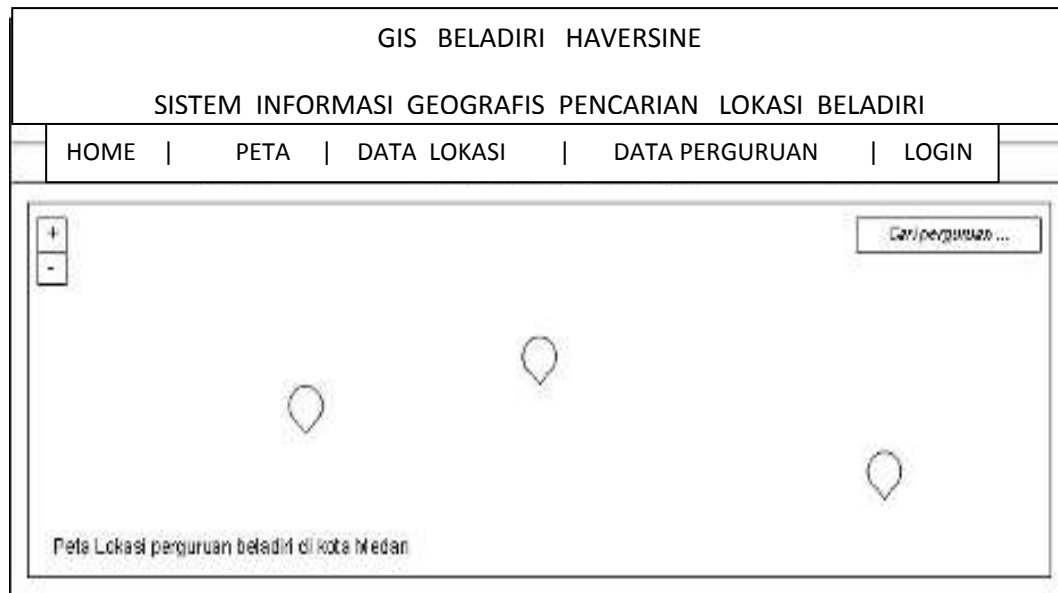 GIS BELADIRI HAVERSINE
SISTEM INFORMASI GEOGRAFIS PENCARIAN LOKASI BELADIRI
HOME | PETA | DATA LOKASI | DATA PERGURUAN | LOGIN
+
Cari perguruan ...
-
Peta Lokasi perguruan beladiri di kota Medan